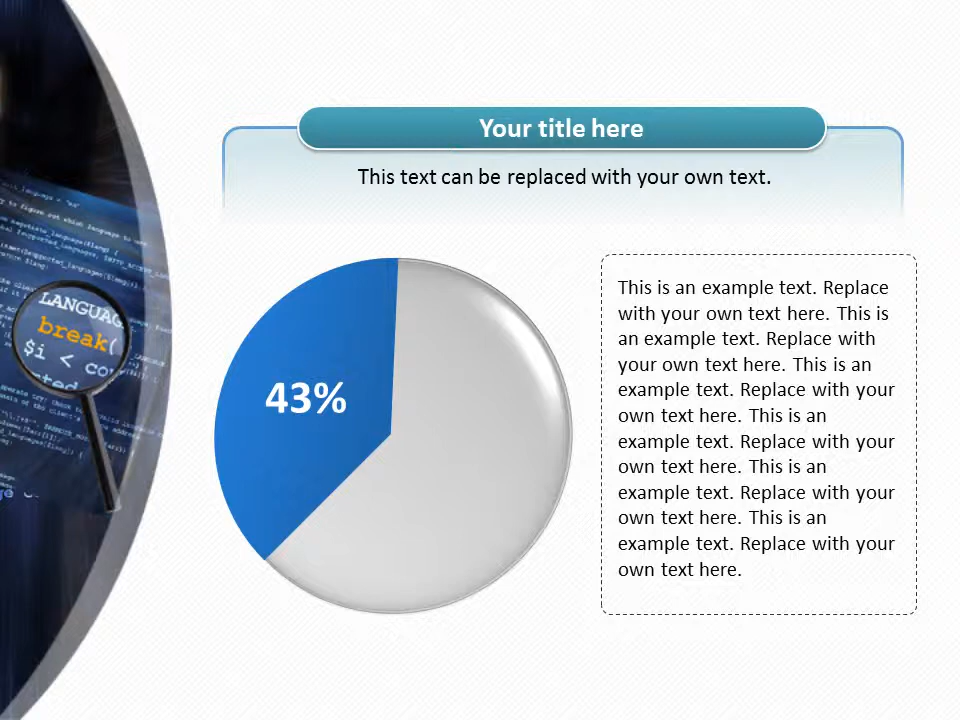 Your title here
This text can be replaced with your own text.
LANGUAG
break(
$i <
43%
This is an example text. Replace
with your own text here. This is
an example text. Replace with
your own text here. This is an
example text. Replace with your
own text here. This is an
example text. Replace with your
own text here. This is an
example text. Replace with your
own text here. This is an
example text. Replace with your
own text here.